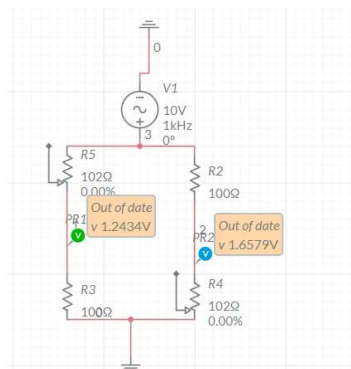 0
V1
10V
1kHz
0°
3
R5
102Ω
0.00%
R2
100Ω
PR1
Out of date
v 1.2434V
2
PR2
Out of date
v 1.6579V
R3
100Ω
0
R4
102Ω
0.00%